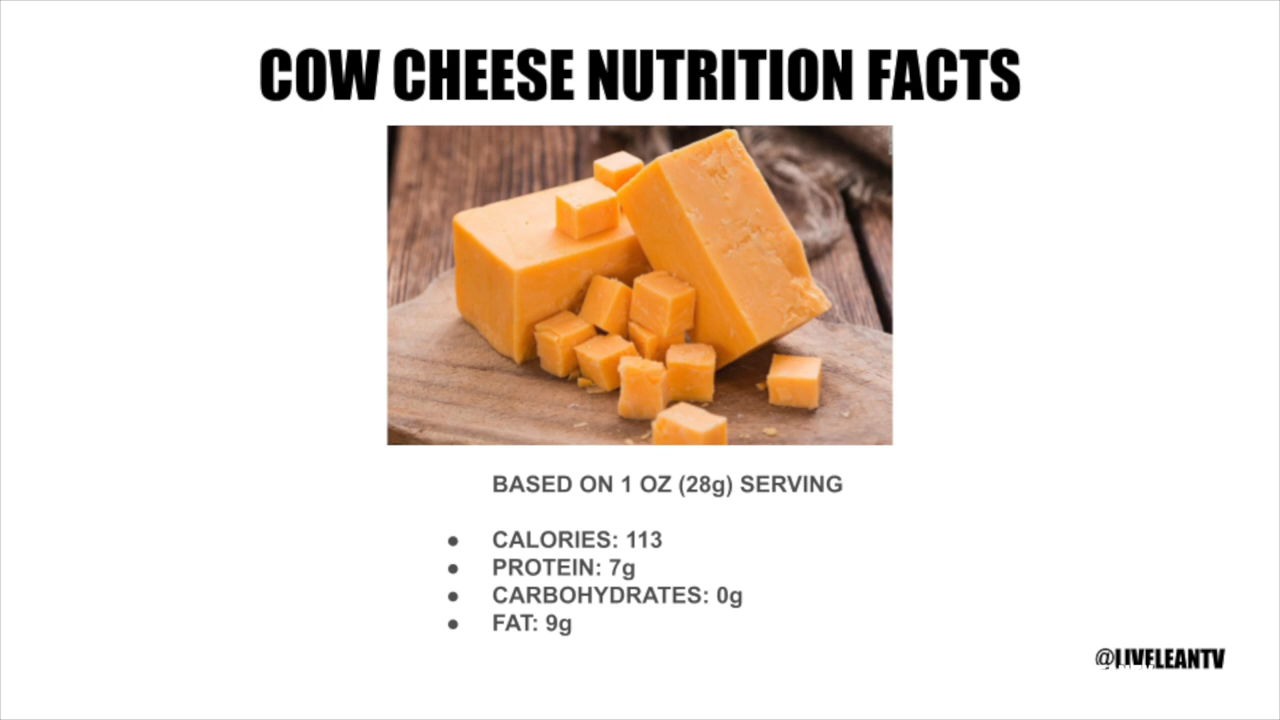 COW CHEESE NUTRITION FACTS
BASED ON 1 OZ (28g) SERVING
● CALORIES: 113
● PROTEIN: 7g
● CARBOHYDRATES: 0g
● FAT: 9g
@LIVELEANTV